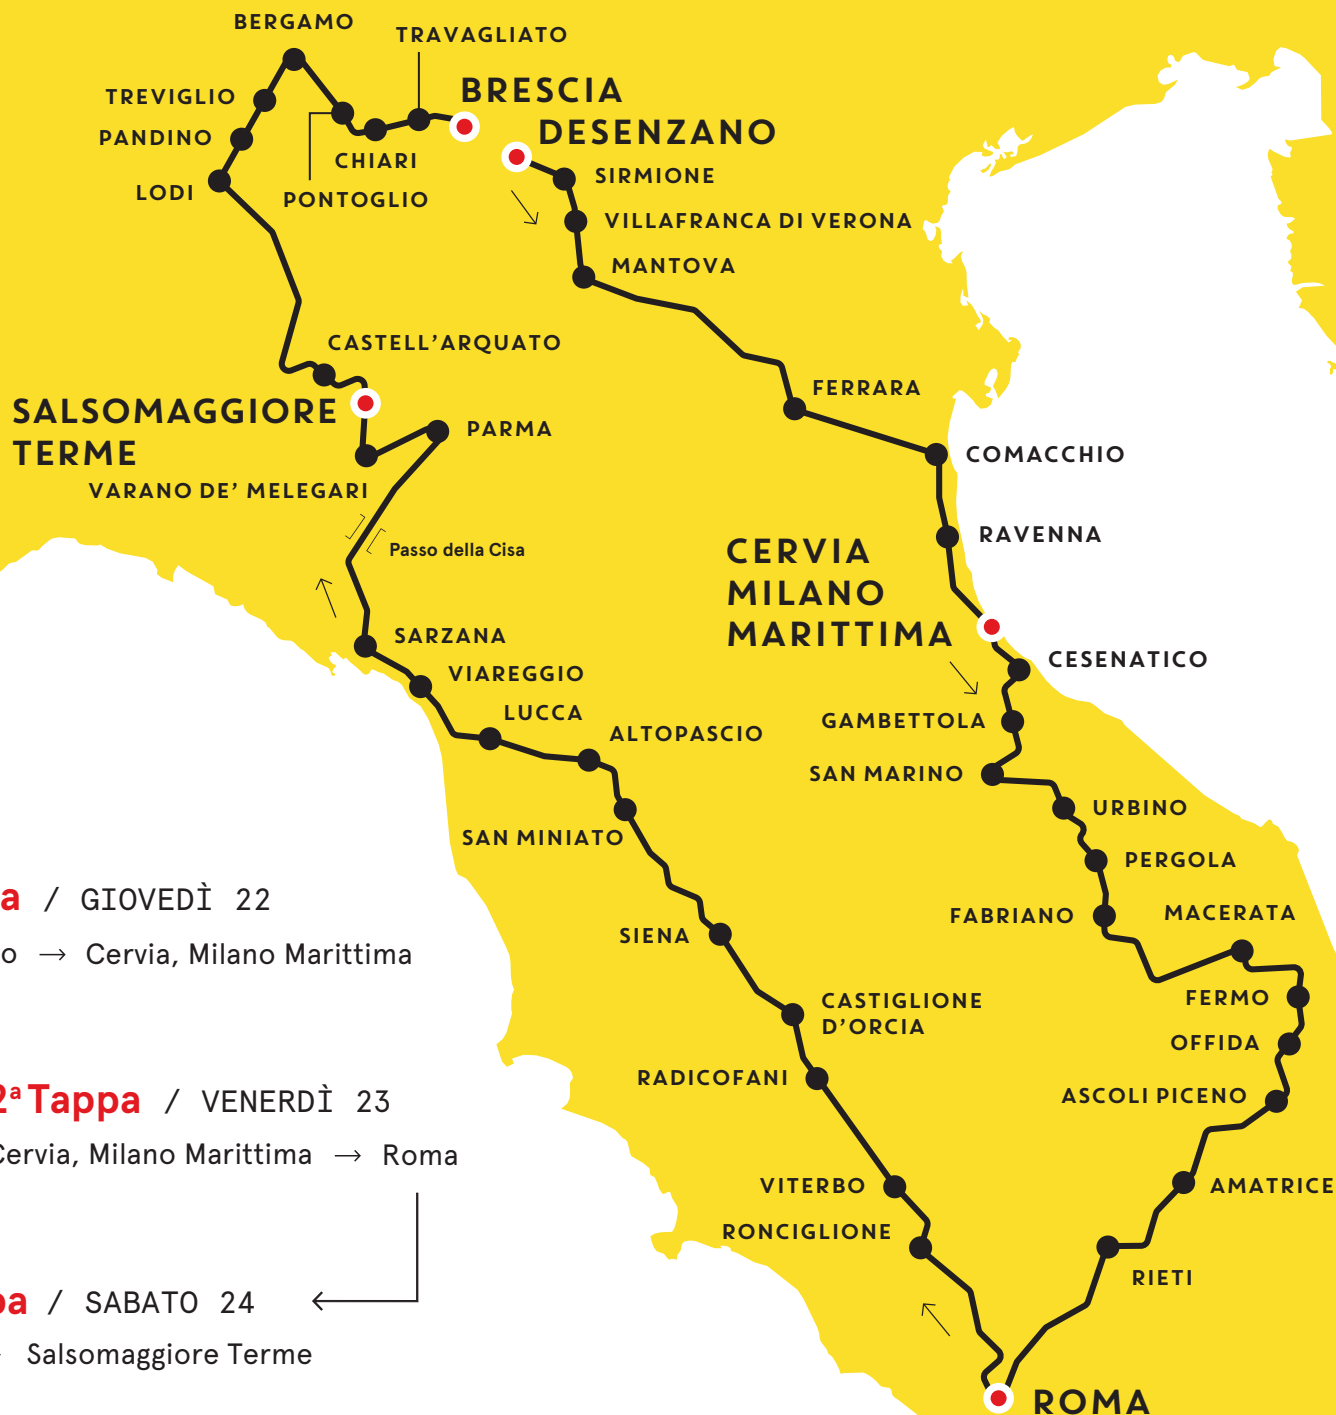 BERGAMO
TRAVAGLIATO
BRESCIA
TREVIGLIO
DESENZANO
PANDINO
CHIARI
SIRMIONE
LODI
PONTOGLIO
VILLAFRANCA DI VERONA
MANTOVA
CASTELL'ARQUATO
FERRARA
SALSOMAGGIORE
TERME
PARMA
COMACCHIO
VARANO DE' MELEGARI
RAVENNA
Passo della Cisa
CERVIA
MILANO
MARITTIMA
SARZANA
CESENATICO
VIAREGGIO
LUCCA
GAMBETTOLA
ALTOPASCIO
SAN MARINO
URBINO
SAN MINIATO
PERGOLA
FABRIANO
MACERATA
SIENA
FERMO
CASTIGLIONE
D'ORCIA
OFFIDA
RADICOFANI
ASCOLI PICENO
VITERBO
AMATRICE
RONCIGLIONE
RIETI
ROMA
a / GIOVEDÌ 22
o → Cervia, Milano Marittima
2ª Tappa / VENERDÌ 23
Cervia, Milano Marittima → Roma
pa / SABATO 24
Salsomaggiore Terme